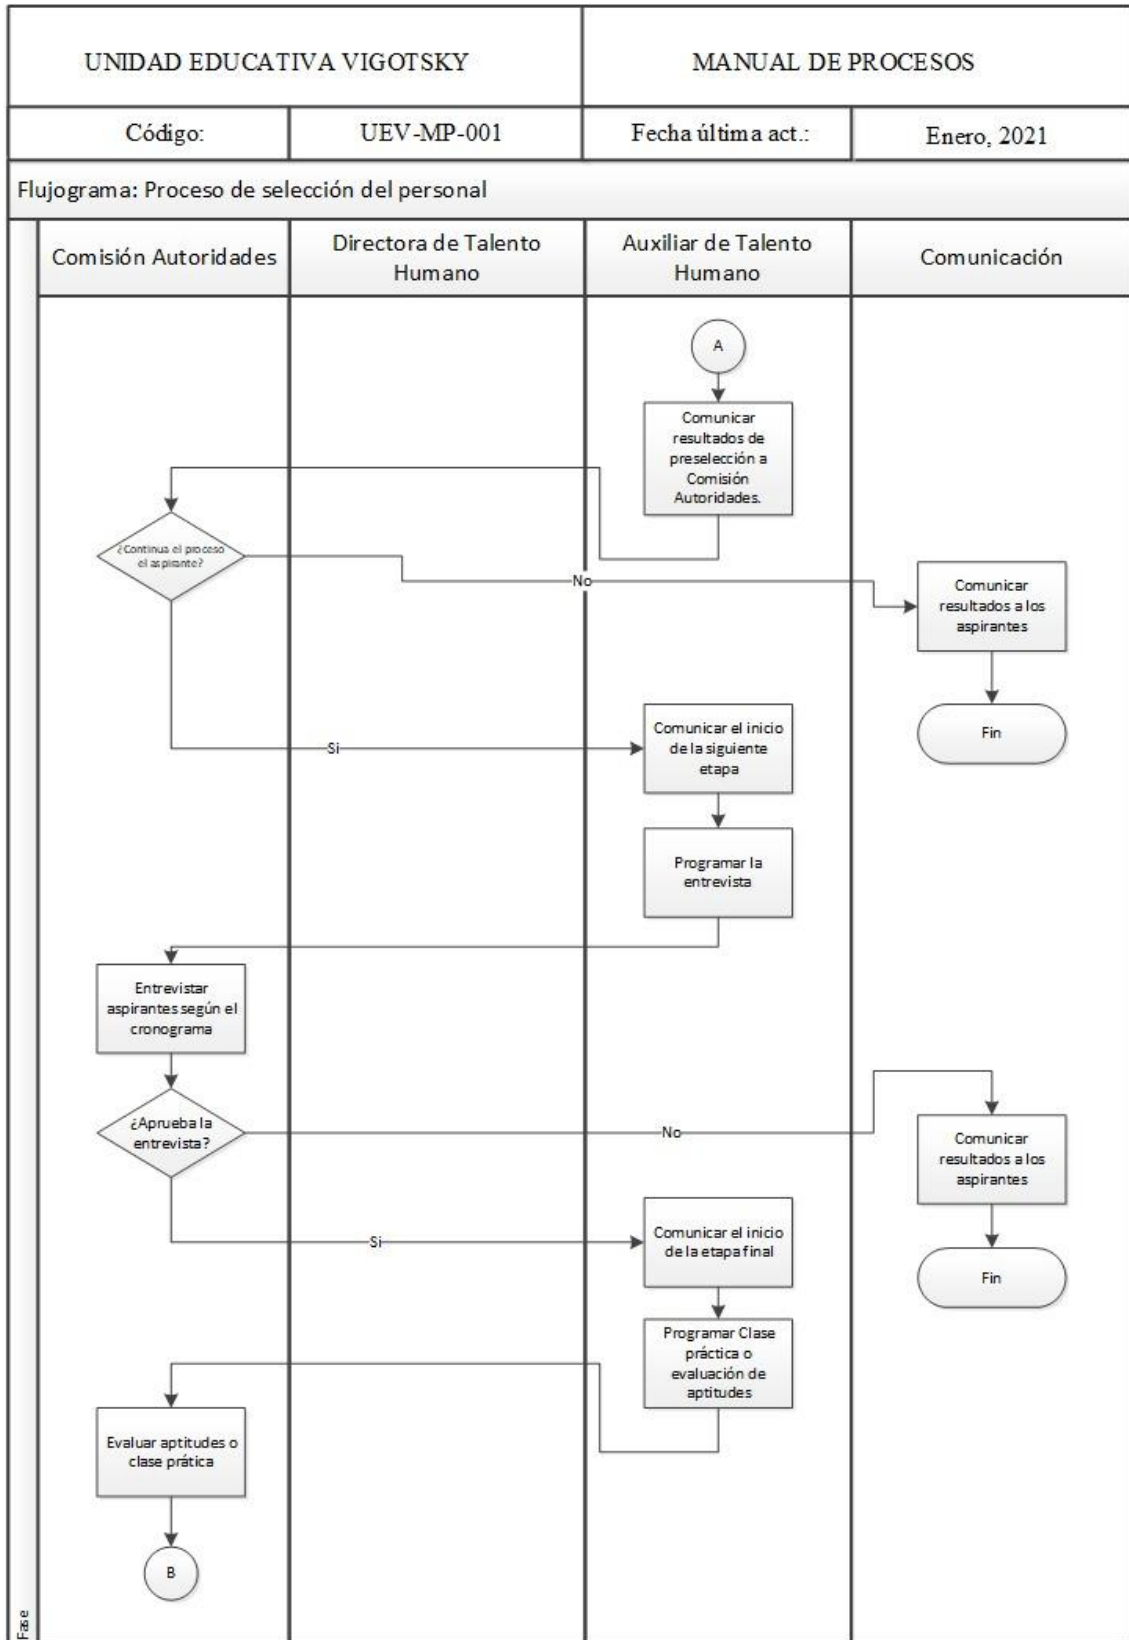 UNIDAD EDUCATIVA VIGOTSKY
MANUAL DE PROCESOS
Código:
UEV-MP-001
Fecha última act.:
Enero, 2021
Flujograma: Proceso de selección del personal
Comisión Autoridades
Directora de Talento
Humano
Auxiliar de Talento
Humano
Comunicación
A
Comunicar
resultados de
preselección a
Comisión
Autoridades.
¿Continua el proceso
el aspirante?
No
Comunicar
resultados a los
aspirantes
Fin
Si
Comunicar el inicio
de la siguiente
etapa
Programar la
entrevista
Entrevistar
aspirantes según el
cronograma
¿Aprueba la
entrevista?
No
Comunicar
resultados a los
aspirantes
Fin
Si
Comunicar el inicio
de la etapa final
Programar Clase
práctica o
evaluación de
aptitudes
Evaluar aptitudes o
clase prática
B
Fase